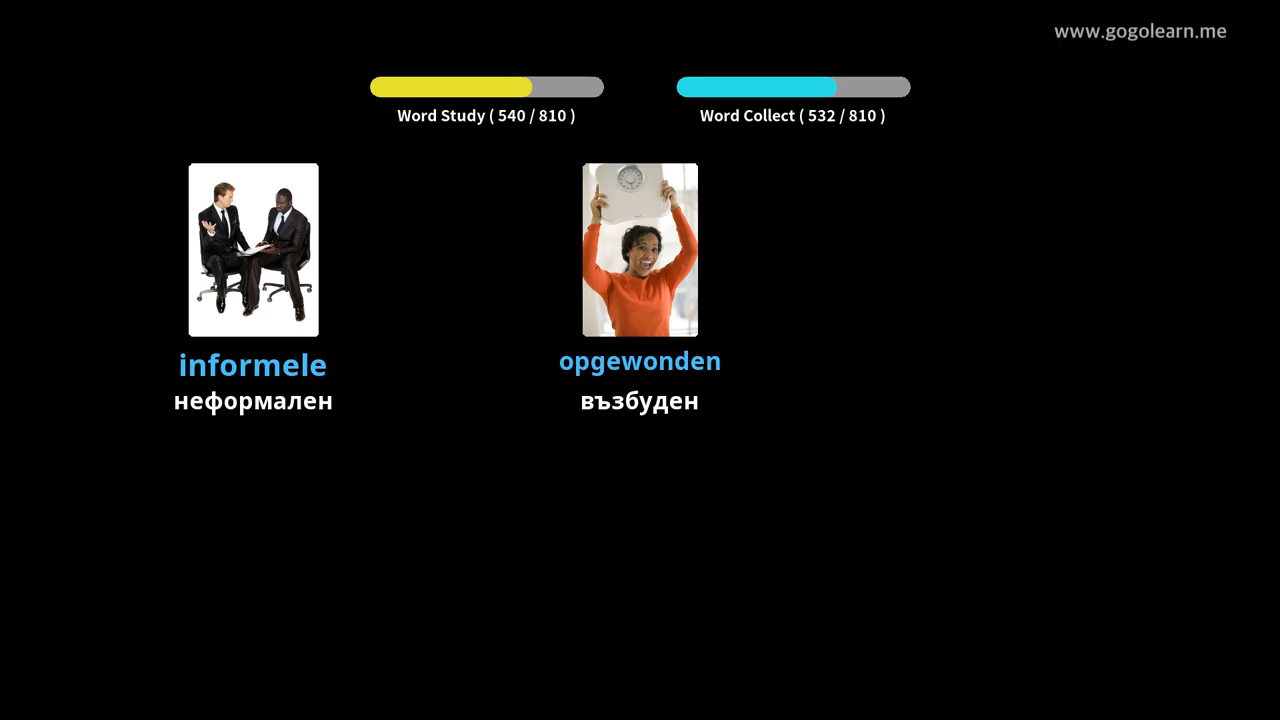 www.gogolearn.me
Word Study ( 540 / 810 )
Word Collect ( 532 / 810 )
informele
неформален
opgewonden
възбуден